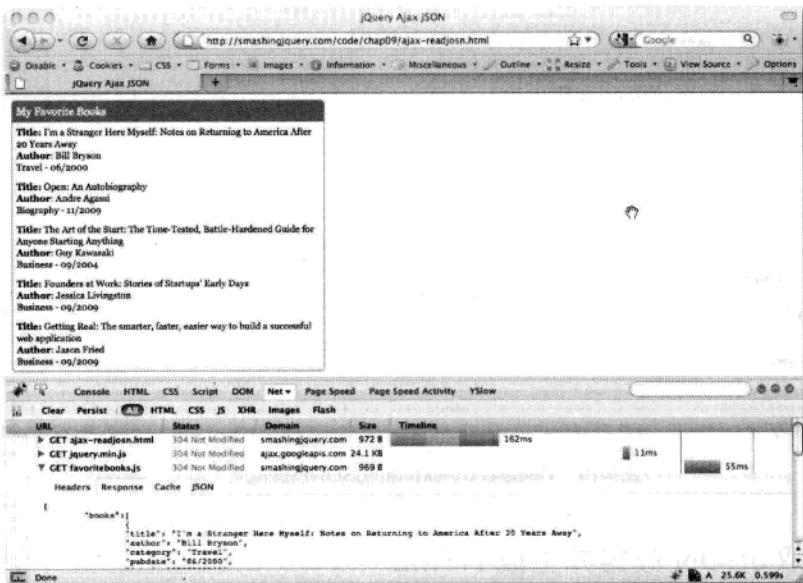 jQuery Ajax JSON
http://smashingjquery.com/code/chap09/ajax-readjosn.html
Google
Disable Cookies CSS Forms Images Information Miscellaneous Outline Resize Tools View Source Options
jQuery Ajax JSON +
My Favorite Books
Title: I'm a Stranger Here Myself: Notes on Returning to America After
20 Years Away
Author: Bill Bryson
Travel - 06/2000
Title: Open: An Autobiography
Author: Andre Agassi
Biography - 11/2009
Title: The Art of the Start: The Time-Tested, Battle-Hardened Guide for
Anyone Starting Anything
Author: Guy Kawasaki
Business - 09/2004
Title: Founders at Work: Stories of Startups' Early Days
Author: Jessica Livingston
Business - 09/2009
Title: Getting Real: The smarter, faster, easier way to build a successful
web application
Author: Jason Fried
Business - 09/2009
Console HTML CSS Script DOM Net Page Speed Page Speed Activity YSlow
Clear Persist All HTML CSS JS XHR Images Flash
URL Status Domain Size Timeline
GET ajax-readjosn.html 304 Not Modified smashingjquery.com 972 B 162ms
GET jquery.min.js 304 Not Modified ajax.googleapis.com 24.1 KB 11ms
GET favoritebooks.js 304 Not Modified smashingjquery.com 969 B 55ms
Headers Response Cache JSON
{
"books":[
{
"title": "I'm a Stranger Here Myself: Notes on Returning to America After 20 Years Away",
"author": "Bill Bryson",
"category": "Travel",
"pubdate": "06/2000",
Done A 25.6K 0.599s